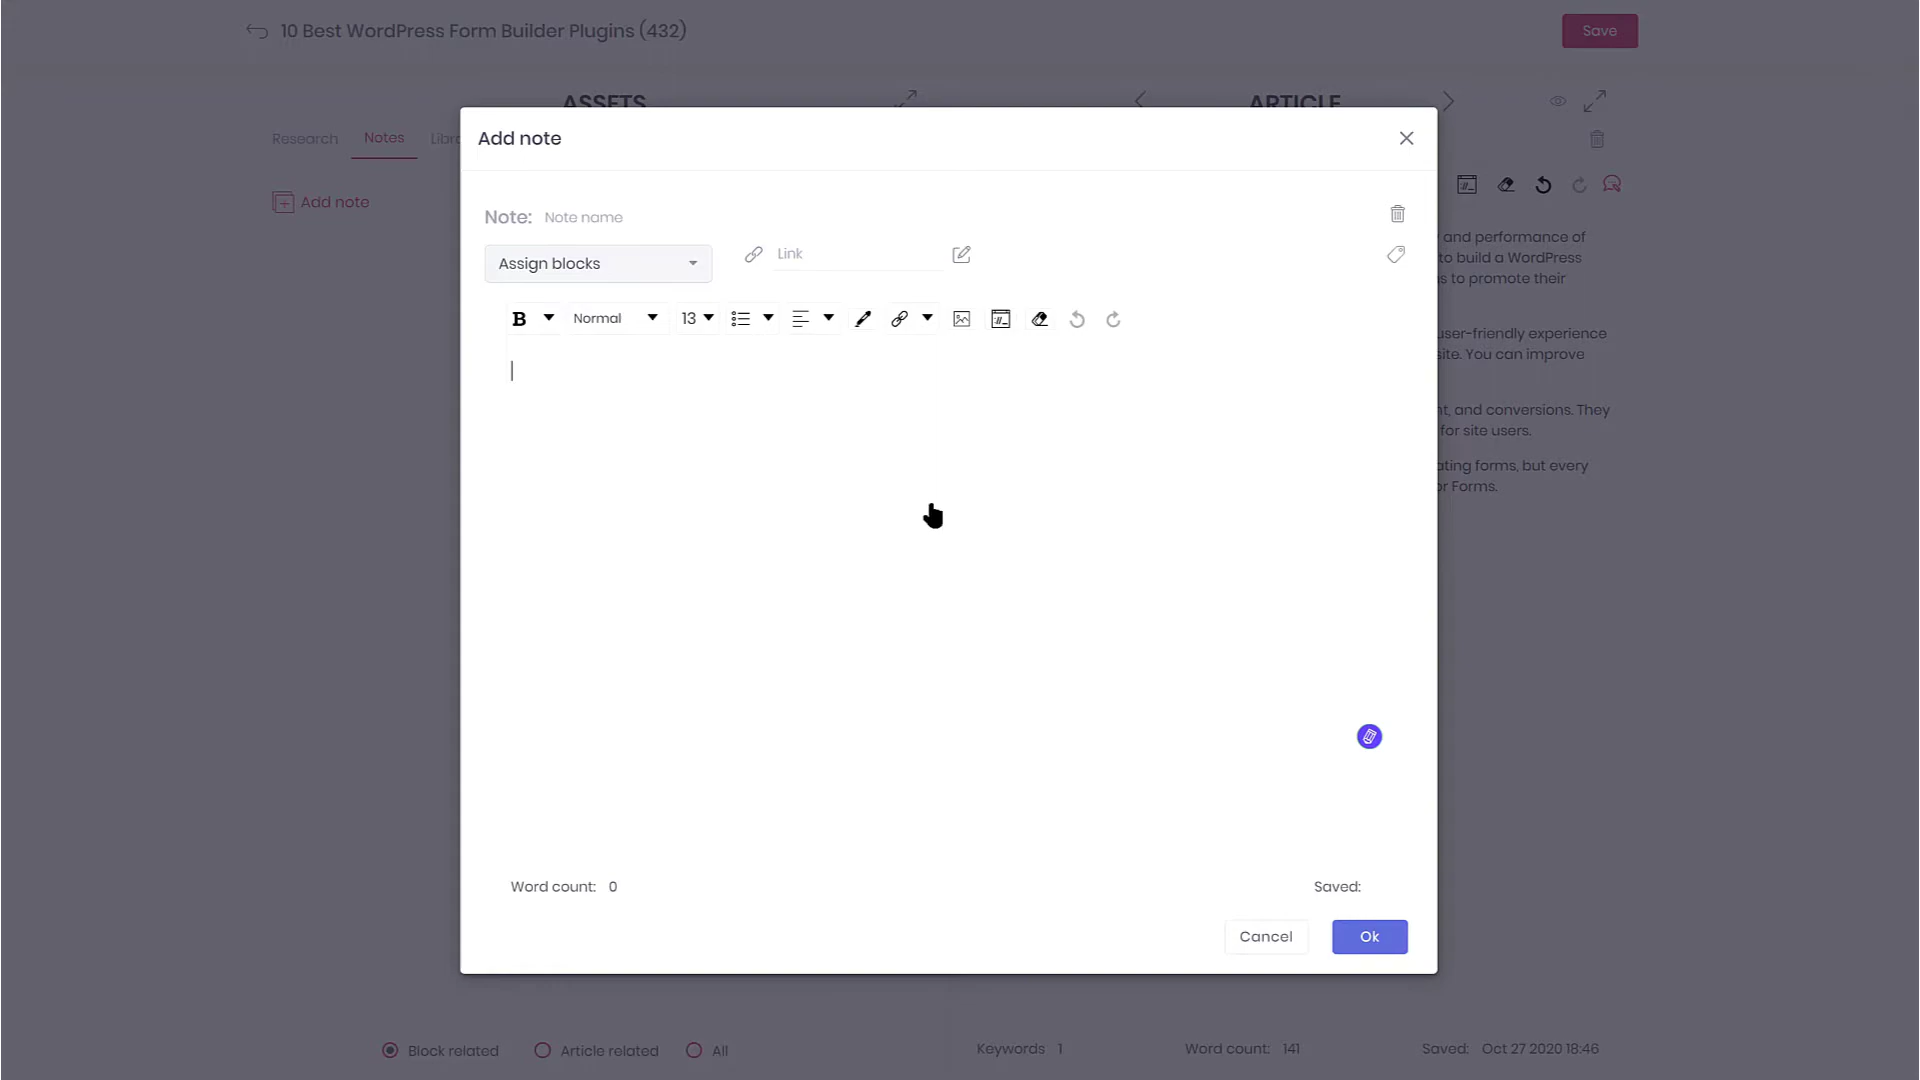 10 Best WordPress Form Builder Plugins (432)
Save
ASSETS
ARTICLE
Research
Notes
Add note
Add note
Note:
Note name
Assign blocks
Link
B
Normal
13
and performance of
to build a WordPress
s to promote their
user-friendly experience
site. You can improve
and conversions. They
for site users.
ating forms, but every
or Forms.
Word count: 0
Saved:
Cancel
Ok
Block related
Article related
All
Keywords 1
Word count: 141
Saved: Oct 27 2020 18:46